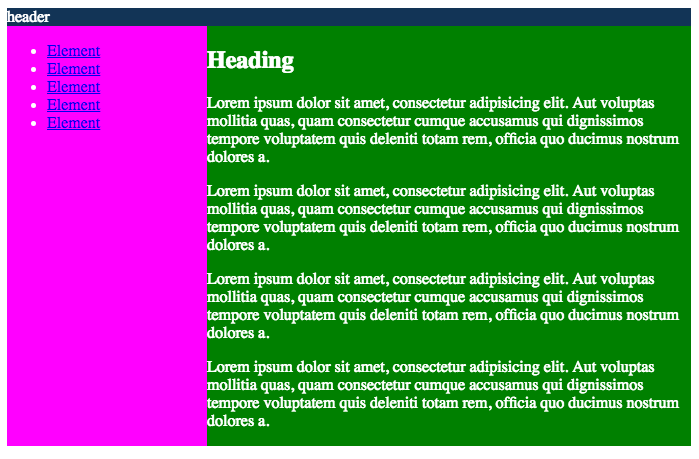 header
Element
Element
Element
Element
Element
Heading
Lorem ipsum dolor sit amet, consectetur adipisicing elit. Aut voluptas
mollitia quas, quam consectetur cumque accusamus qui dignissimos
tempore voluptatem quis deleniti totam rem, officia quo ducimus nostrum
dolores a.
Lorem ipsum dolor sit amet, consectetur adipisicing elit. Aut voluptas
mollitia quas, quam consectetur cumque accusamus qui dignissimos
tempore voluptatem quis deleniti totam rem, officia quo ducimus nostrum
dolores a.
Lorem ipsum dolor sit amet, consectetur adipisicing elit. Aut voluptas
mollitia quas, quam consectetur cumque accusamus qui dignissimos
tempore voluptatem quis deleniti totam rem, officia quo ducimus nostrum
dolores a.
Lorem ipsum dolor sit amet, consectetur adipisicing elit. Aut voluptas
mollitia quas, quam consectetur cumque accusamus qui dignissimos
tempore voluptatem quis deleniti totam rem, officia quo ducimus nostrum
dolores a.